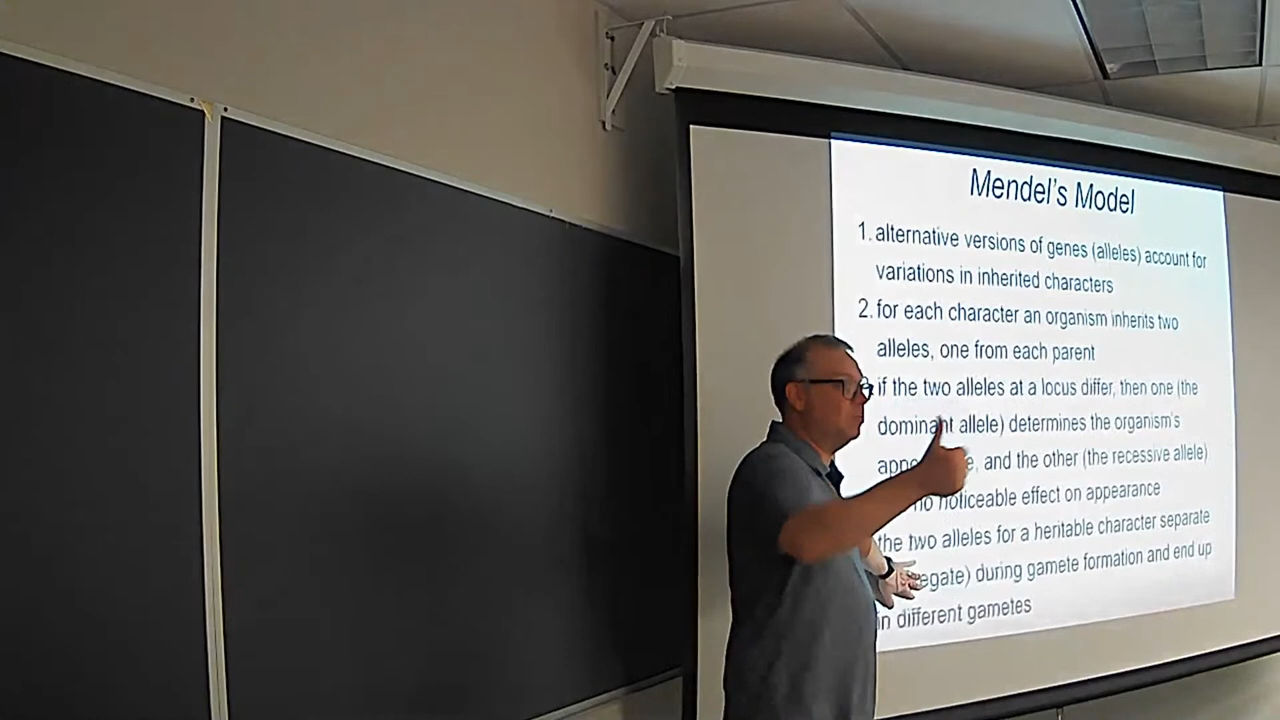 Mendel's Model
1. alternative versions of genes (alleles) account for
variations in inherited characters
2. for each character an organism inherits two
alleles, one from each parent
if the two alleles at a locus differ, then one (the
dominant allele) determines the organism's
and the other (the recessive allele)
no noticeable effect on appearance
the two alleles for a heritable character separate
during gamete formation and end up
in different gametes